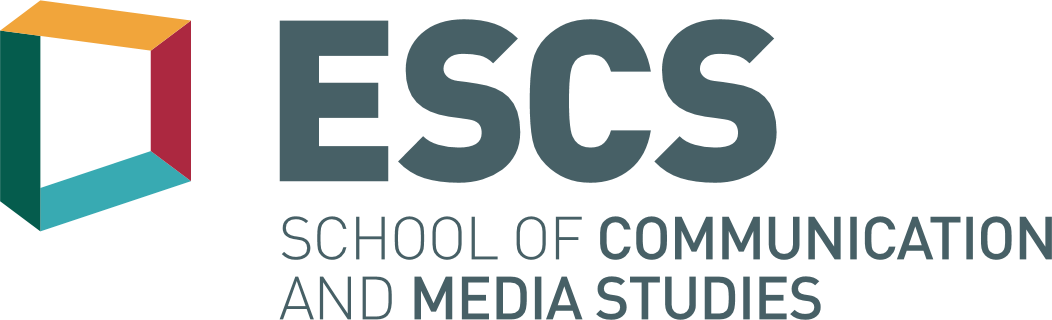 ESCS
SCHOOL OF COMMUNICATION
AND MEDIA STUDIES